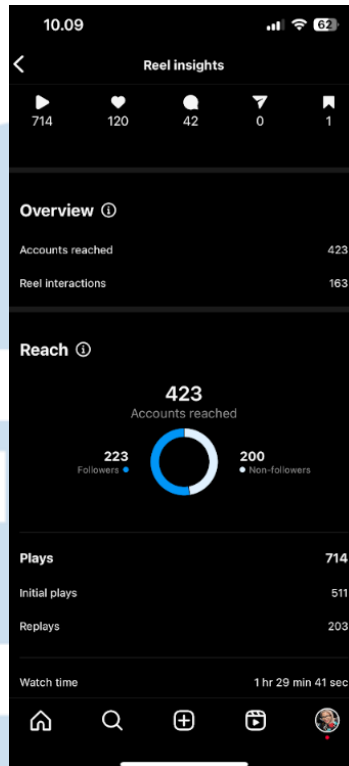 10.09
62
Reel insights
714 120 42 0 1
Overview
Accounts reached 423
Reel interactions 163
Reach
423
Accounts reached
223 200
Followers Non-followers
Plays 714
Initial plays 511
Replays 203
Watch time 1 hr 29 min 41 sec